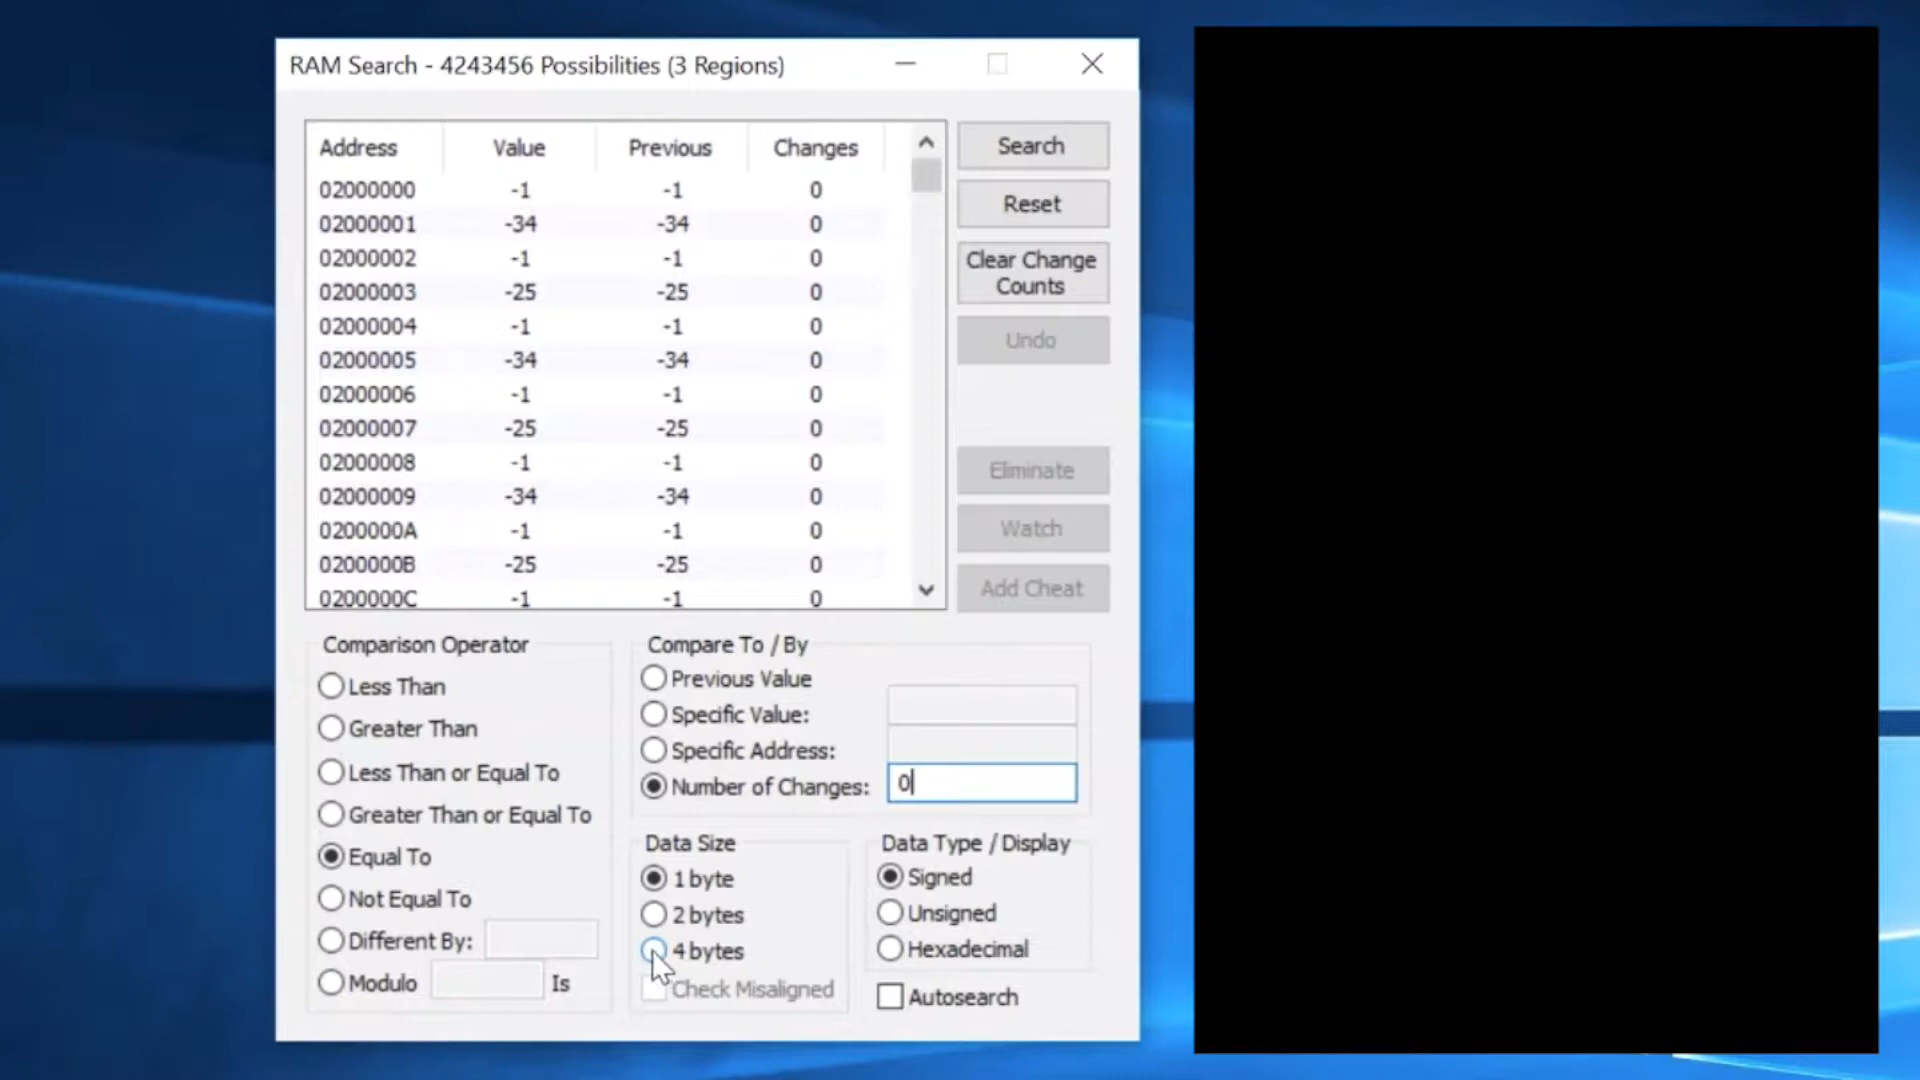 RAM Search - 4243456 Possibilities (3 Regions)
Address Value Previous Changes
02000000 -1 -1 0
02000001 -34 -34 0
02000002 -1 -1 0
02000003 -25 -25 0
02000004 -1 -1 0
02000005 -34 -34 0
02000006 -1 -1 0
02000007 -25 -25 0
02000008 -1 -1 0
02000009 -34 -34 0
0200000A -1 -1 0
0200000B -25 -25 0
0200000C -1 -1 0
Search
Reset
Clear Change
Counts
Undo
Eliminate
Watch
Add Cheat
Comparison Operator
Less Than
Greater Than
Less Than or Equal To
Greater Than or Equal To
Equal To
Not Equal To
Different By:
Modulo Is
Compare To / By
Previous Value
Specific Value:
Specific Address:
Number of Changes: 0
Data Size
1 byte
2 bytes
4 bytes
Check Misaligned
Data Type / Display
Signed
Unsigned
Hexadecimal
Autosearch